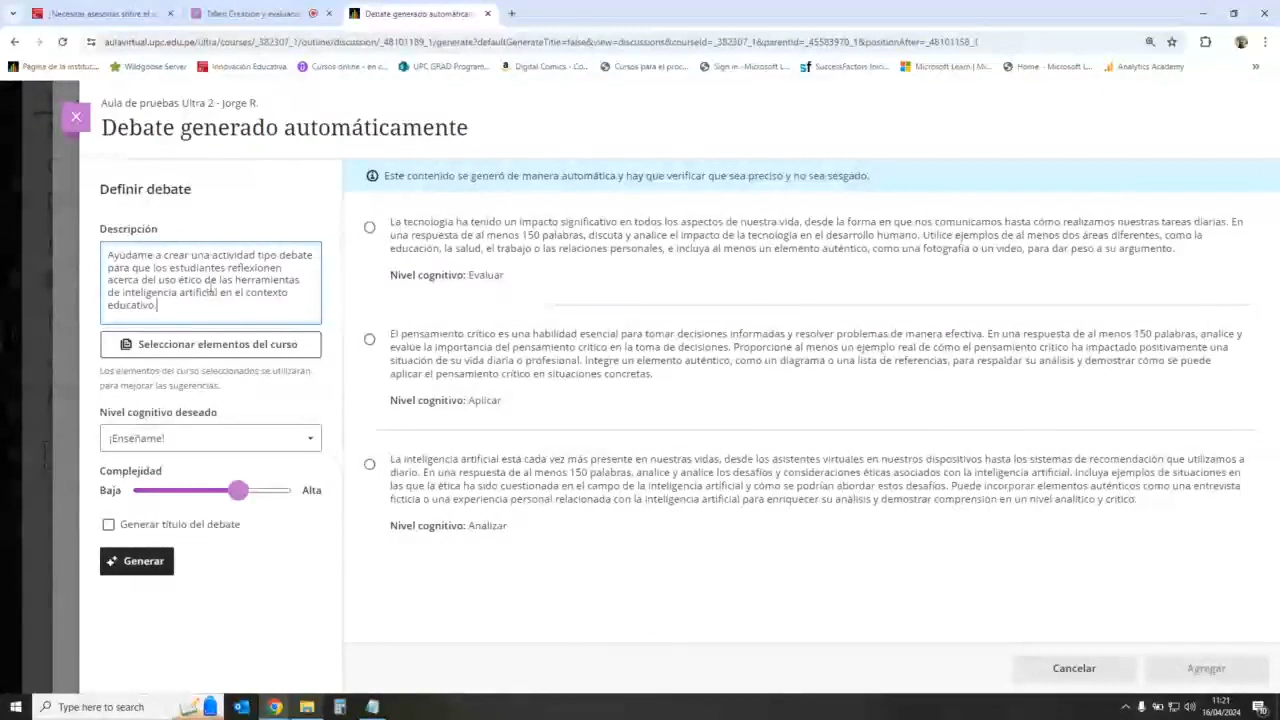 ¿Necesitas asesorías sobre el u
Taller Creación y evaluaci
Debate generado automáticam
aulavirtual.upc.edu.pe/ultra/courses/_382307_1/outline/discussion/_48101189_1/generate?defaultGenerateTitle=false&view=discussions&courseId=_382307_1&parentId=_45583970_1&positionAfter=_48101158_1
Página de la instituc... Wildgoose Server Innovación Educativa Cursos online - en c... UPC GRAD Program... Digital Comics - Co... Cursos para el proc... Sign in - Microsoft L... SuccessFactors Inici... Microsoft Learn | Mi... Home - Microsoft L... Analytics Academy
Aula de pruebas Ultra 2 - Jorge R.
Debate generado automáticamente
Definir debate
Descripción
Ayúdame a crear una actividad tipo debate
para que los estudiantes reflexionen
acerca del uso ético de las herramientas
de inteligencia artificial en el contexto
educativo.
Seleccionar elementos del curso
Los elementos del curso seleccionados se utilizarán
para mejorar las sugerencias.
Nivel cognitivo deseado
¡Enséñame!
Complejidad
Baja Alta
Generar título del debate
Generar
Este contenido se generó de manera automática y hay que verificar que sea preciso y no sea sesgado.
La tecnología ha tenido un impacto significativo en todos los aspectos de nuestra vida, desde la forma en que nos comunicamos hasta cómo realizamos nuestras tareas diarias. En
una respuesta de al menos 150 palabras, discuta y analice el impacto de la tecnología en el desarrollo humano. Utilice ejemplos de al menos dos áreas diferentes, como la
educación, la salud, el trabajo o las relaciones personales, e incluya al menos un elemento auténtico, como una fotografía o un video, para dar peso a su argumento.
Nivel cognitivo: Evaluar
El pensamiento crítico es una habilidad esencial para tomar decisiones informadas y resolver problemas de manera efectiva. En una respuesta de al menos 150 palabras, analice y
evalúe la importancia del pensamiento crítico en la toma de decisiones. Proporcione al menos un ejemplo real de cómo el pensamiento crítico ha impactado positivamente una
situación de su vida diaria o profesional. Integre un elemento auténtico, como un diagrama o una lista de referencias, para respaldar su análisis y demostrar cómo se puede
aplicar el pensamiento crítico en situaciones concretas.
Nivel cognitivo: Aplicar
La inteligencia artificial está cada vez más presente en nuestras vidas, desde los asistentes virtuales en nuestros dispositivos hasta los sistemas de recomendación que utilizamos a
diario. En una respuesta de al menos 150 palabras, analice y analice los desafíos y consideraciones éticas asociados con la inteligencia artificial. Incluya ejemplos de situaciones en
las que la ética ha sido cuestionada en el campo de la inteligencia artificial y cómo se podrían abordar estos desafíos. Puede incorporar elementos auténticos como una entrevista
ficticia o una experiencia personal relacionada con la inteligencia artificial para enriquecer su análisis y demostrar comprensión en un nivel analítico y crítico.
Nivel cognitivo: Analizar
Cancelar Agregar
Type here to search
11:21
16/04/2024